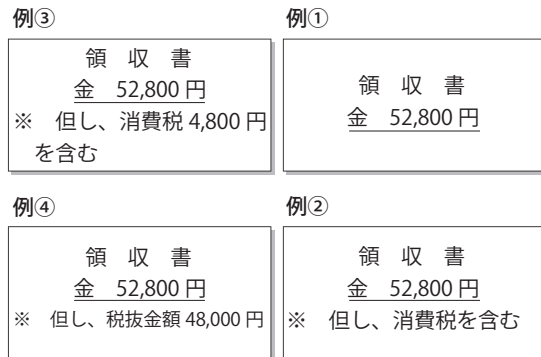 例③
領 収 書
金 52,800 円
※ 但し、消費税 4,800 円
を含む
例①
領 収 書
金 52,800 円
例④
領 収 書
金 52,800 円
※ 但し、税抜金額 48,000 円
例②
領 収 書
金 52,800 円
※ 但し、消費税を含む